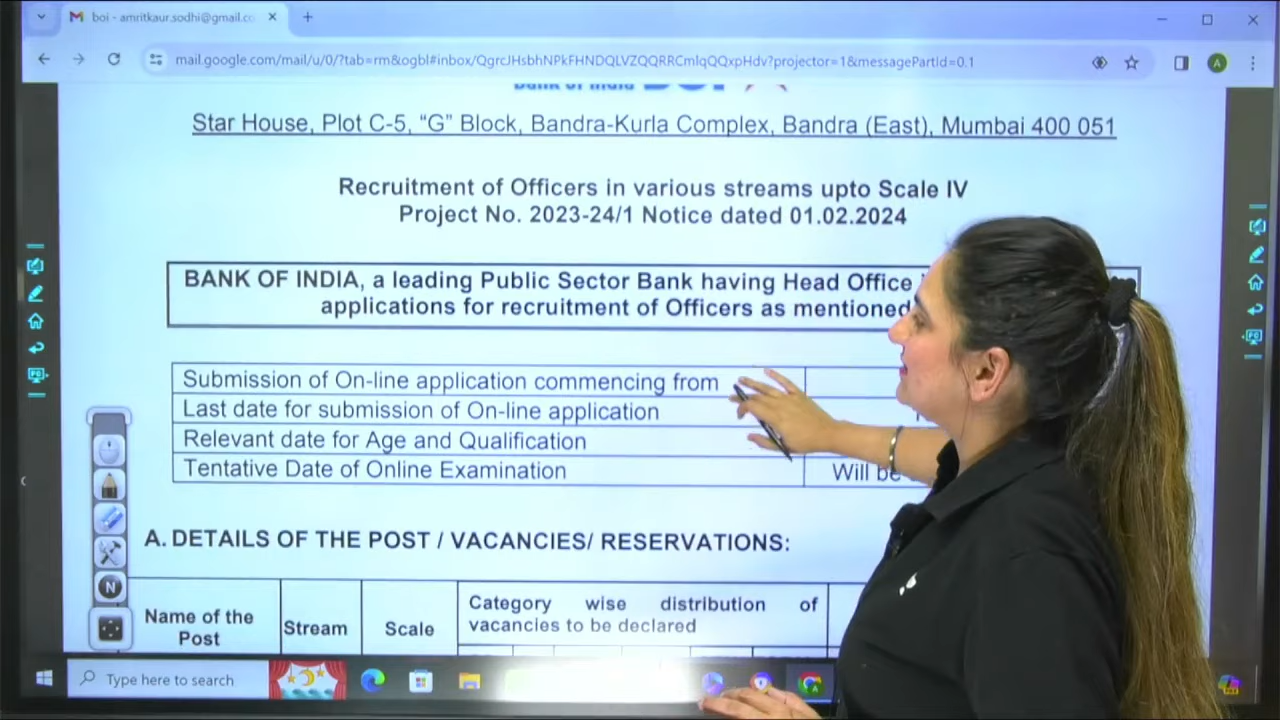 boi - amritkaur.sodhi@gmail.co
mail.google.com/mail/u/0/?tab=rm&ogbl#inbox/QgrcJHsbhNPkFHNDQLVZQQRRCmlqQQxpHdv?projector=1&messagePartId=0.1
A
Star House, Plot C-5, “G” Block, Bandra-Kurla Complex, Bandra (East), Mumbai 400 051
Recruitment of Officers in various streams upto Scale IV
Project No. 2023-24/1 Notice dated 01.02.2024
BANK OF INDIA, a leading Public Sector Bank having Head Office
applications for recruitment of Officers as mentioned
Submission of On-line application commencing from
Last date for submission of On-line application
Relevant date for Age and Qualification
Tentative Date of Online Examination
Will be
A. DETAILS OF THE POST / VACANCIES/ RESERVATIONS:
Name of the Post
Stream
Scale
Category wise distribution of
vacancies to be declared
N
Type here to search